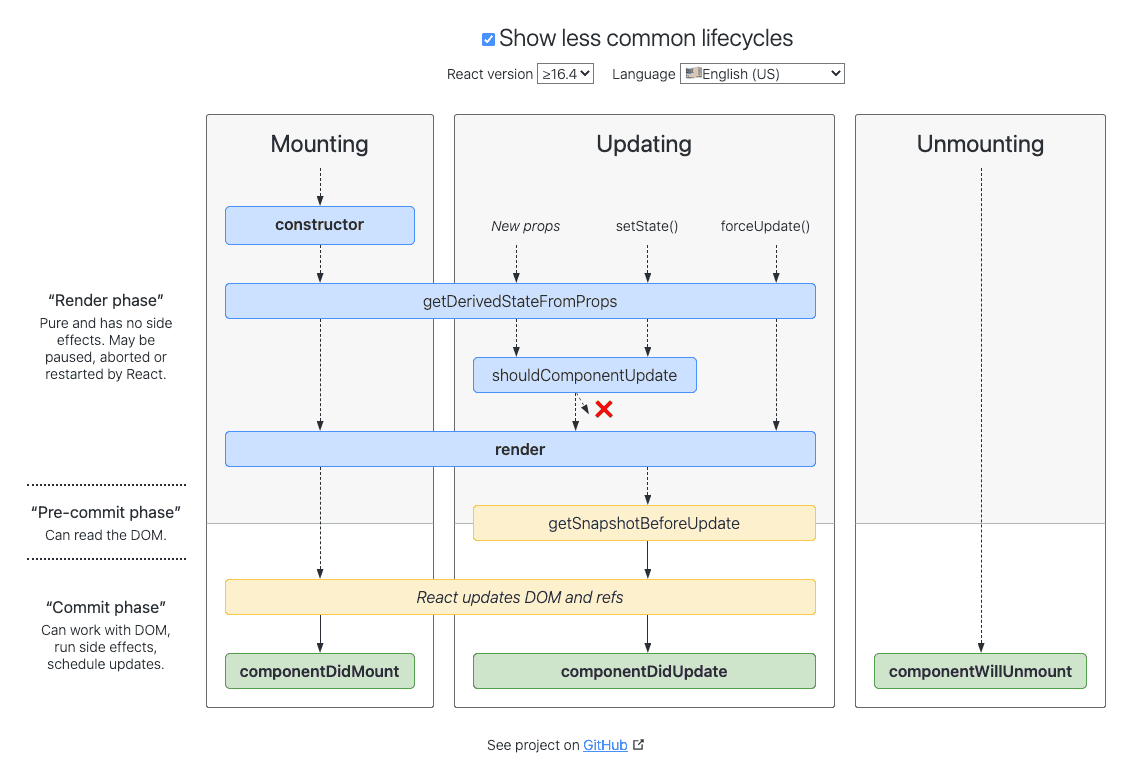 Show less common lifecycles
React version ≥16.4 Language 🇺🇸English (US)
Mounting
Updating
Unmounting
constructor
New props
setState()
forceUpdate()
“Render phase”
Pure and has no side
effects. May be
paused, aborted or
restarted by React.
getDerivedStateFromProps
shouldComponentUpdate
render
“Pre-commit phase”
Can read the DOM.
getSnapshotBeforeUpdate
“Commit phase”
Can work with DOM,
run side effects,
schedule updates.
React updates DOM and refs
componentDidMount
componentDidUpdate
componentWillUnmount
See project on GitHub